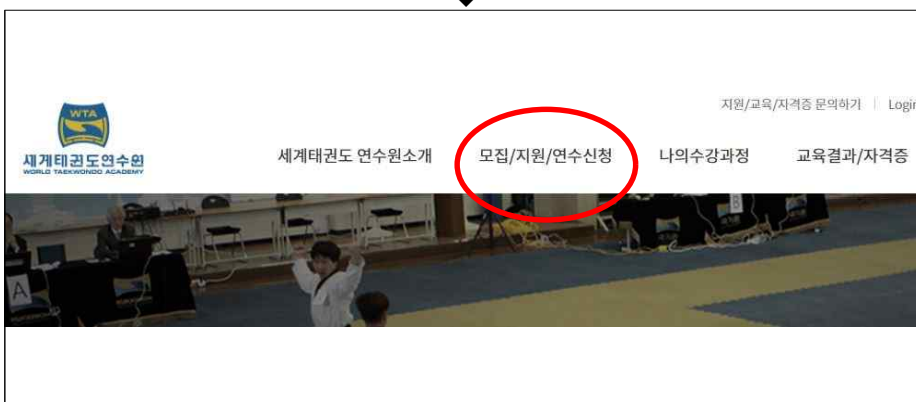 지원/교육/자격증 문의하기 Login
WTA
세계태권도연수원
WORLD TAEKWONDO ACADEMY
세계태권도 연수원소개 모집/지원/연수신청 나의수강과정 교육결과/자격증
A
B